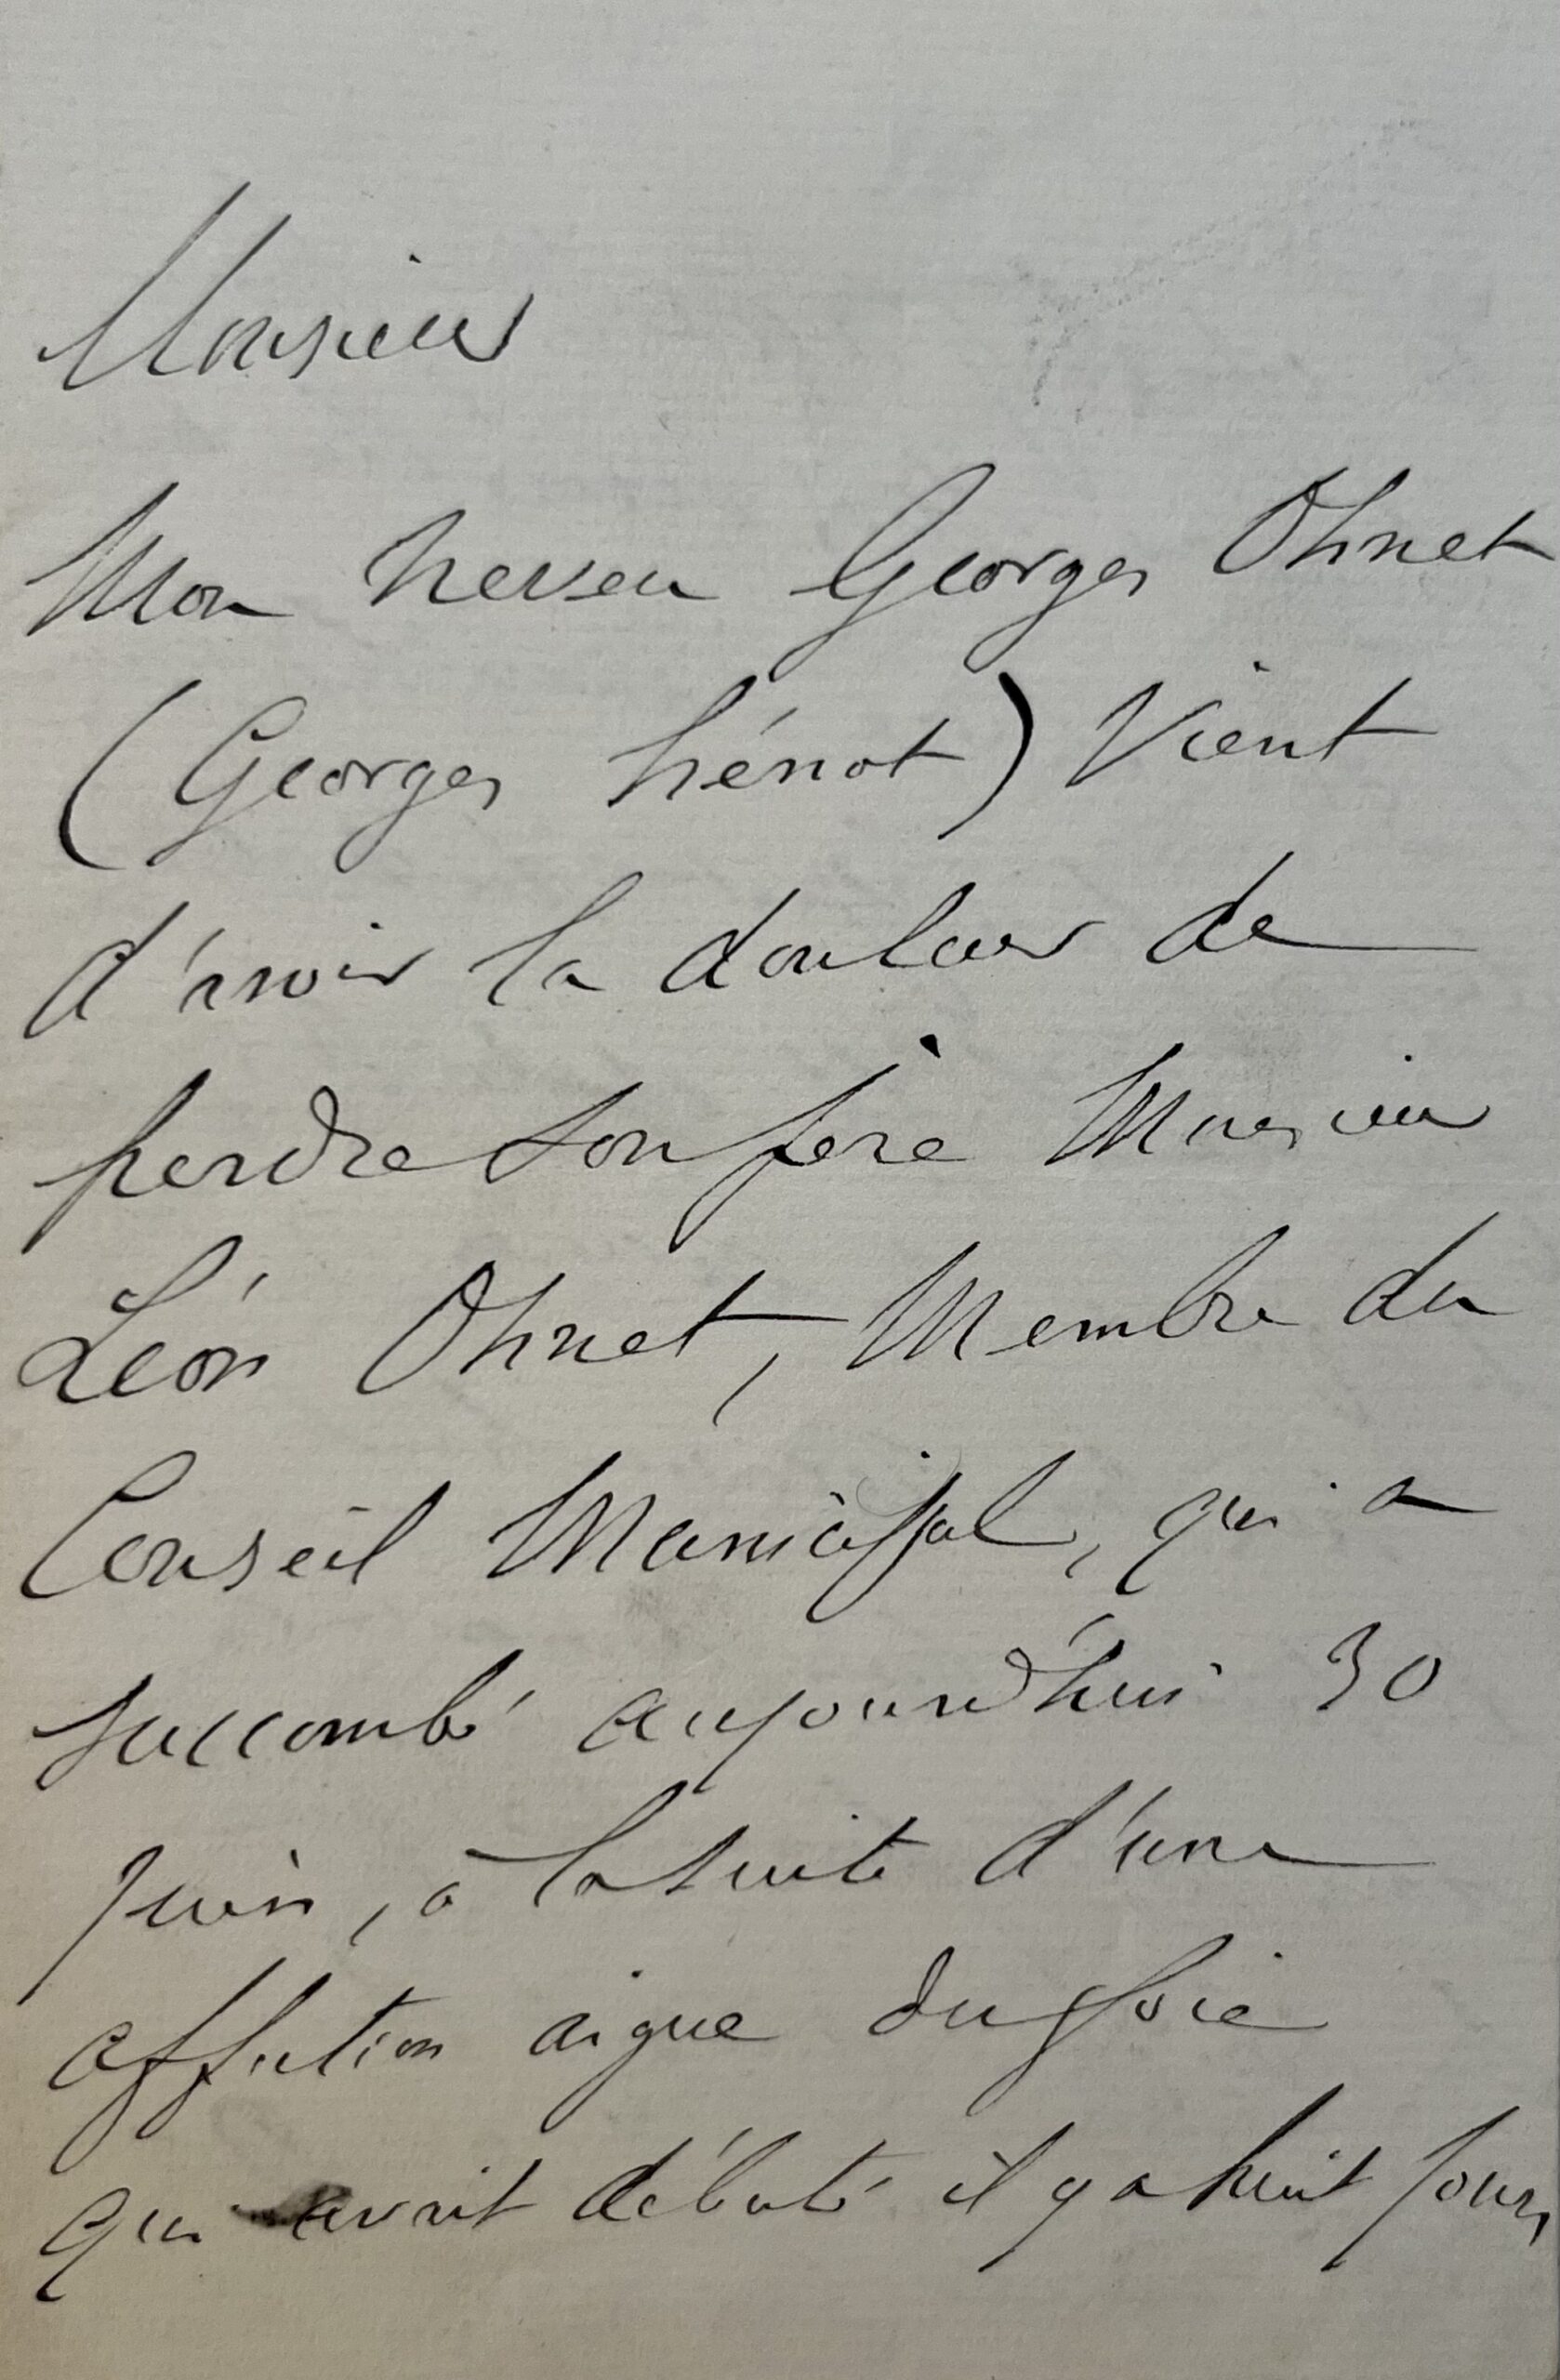 Monsieur
Mon neveu Georges Ohnet
(Georges hénot) vient
d'avoir la douleur de
perdre son père Monsieur
Léon Ohnet, Membre du
Conseil Municipal, qui a
succombé aujourd'hui 30
Juin, à la suite d'une
affection aigue du foie
qui avait débuté il y a huit jours